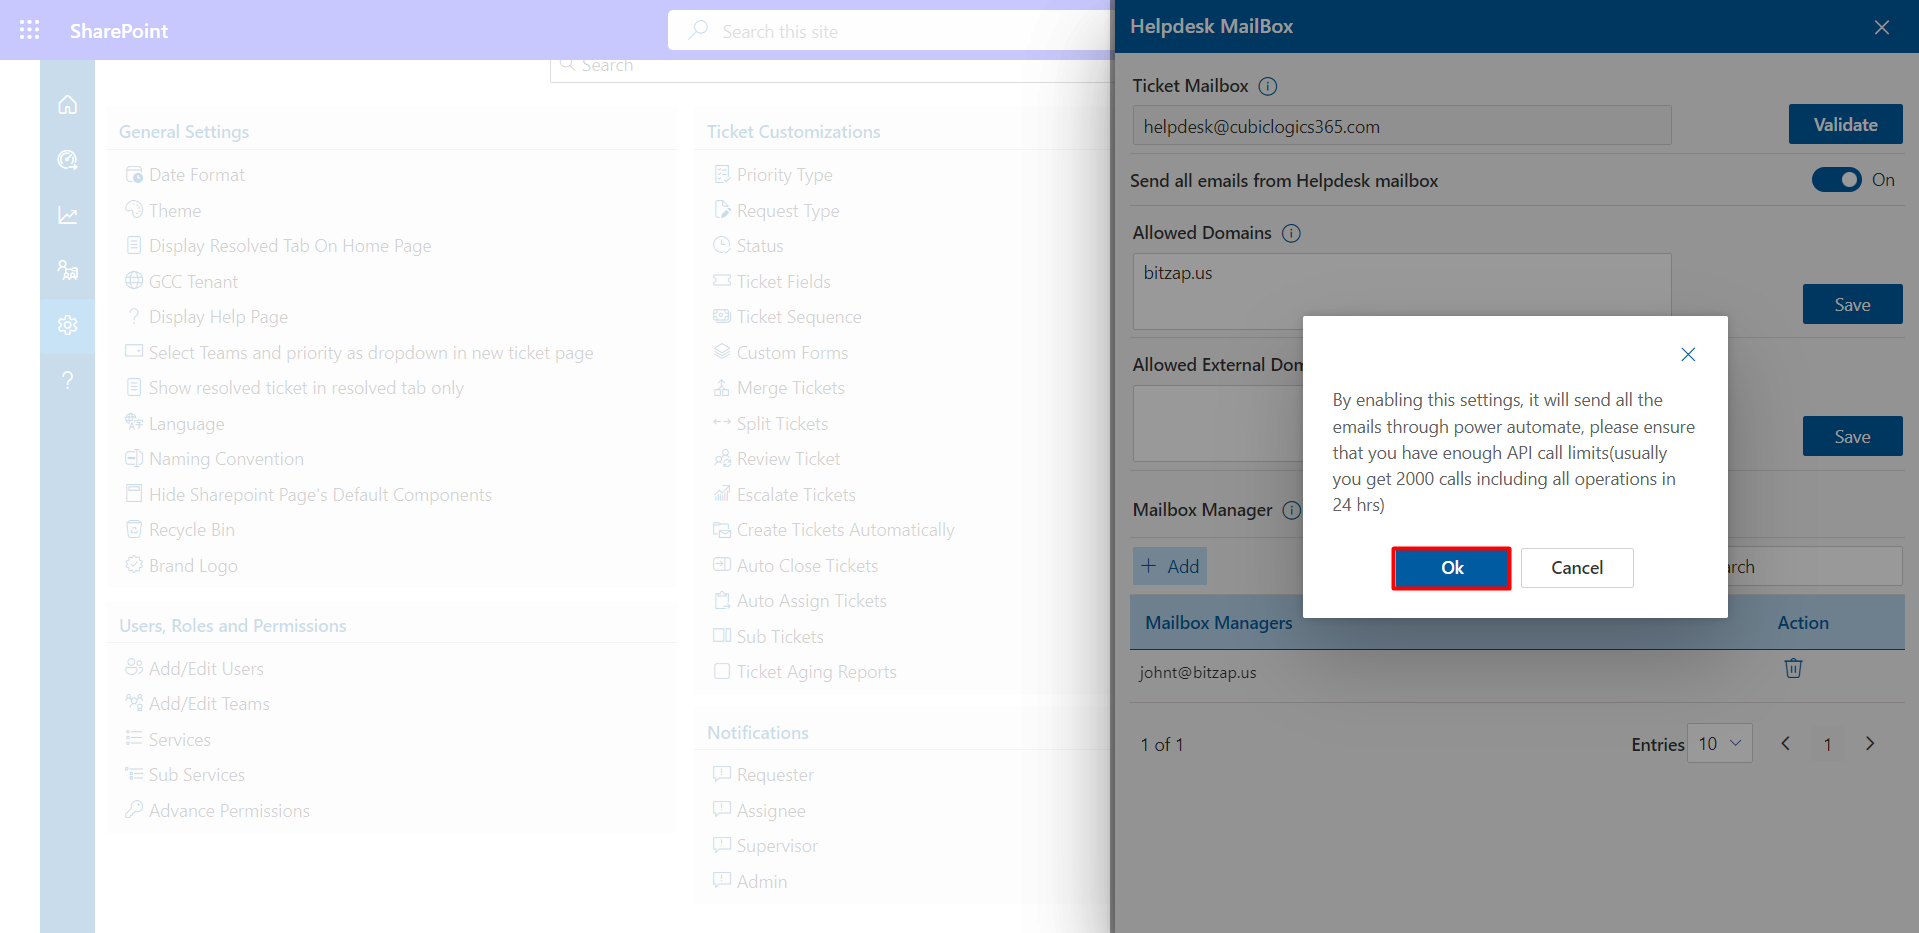 SharePoint
Search this site
Search
General Settings
Date Format
Theme
Display Resolved Tab On Home Page
GCC Tenant
Display Help Page
Select Teams and priority as dropdown in new ticket page
Show resolved ticket in resolved tab only
Language
Naming Convention
Hide Sharepoint Page's Default Components
Recycle Bin
Brand Logo
Users, Roles and Permissions
Add/Edit Users
Add/Edit Teams
Services
Sub Services
Advance Permissions
Ticket Customizations
Priority Type
Request Type
Status
Ticket Fields
Ticket Sequence
Custom Forms
Merge Tickets
Split Tickets
Review Ticket
Escalate Tickets
Create Tickets Automatically
Auto Close Tickets
Auto Assign Tickets
Sub Tickets
Ticket Aging Reports
Notifications
Requester
Assignee
Supervisor
Admin
Helpdesk MailBox
Ticket Mailbox
helpdesk@cubiclogics365.com
Validate
Send all emails from Helpdesk mailbox
On
Allowed Domains
bitzap.us
Save
Allowed External Dom
Save
Mailbox Manager
+ Add
rch
Mailbox Managers Action
johnt@bitzap.us
1 of 1
Entries 10
1
By enabling this settings, it will send all the
emails through power automate, please ensure
that you have enough API call limits(usually
you get 2000 calls including all operations in
24 hrs)
Ok
Cancel